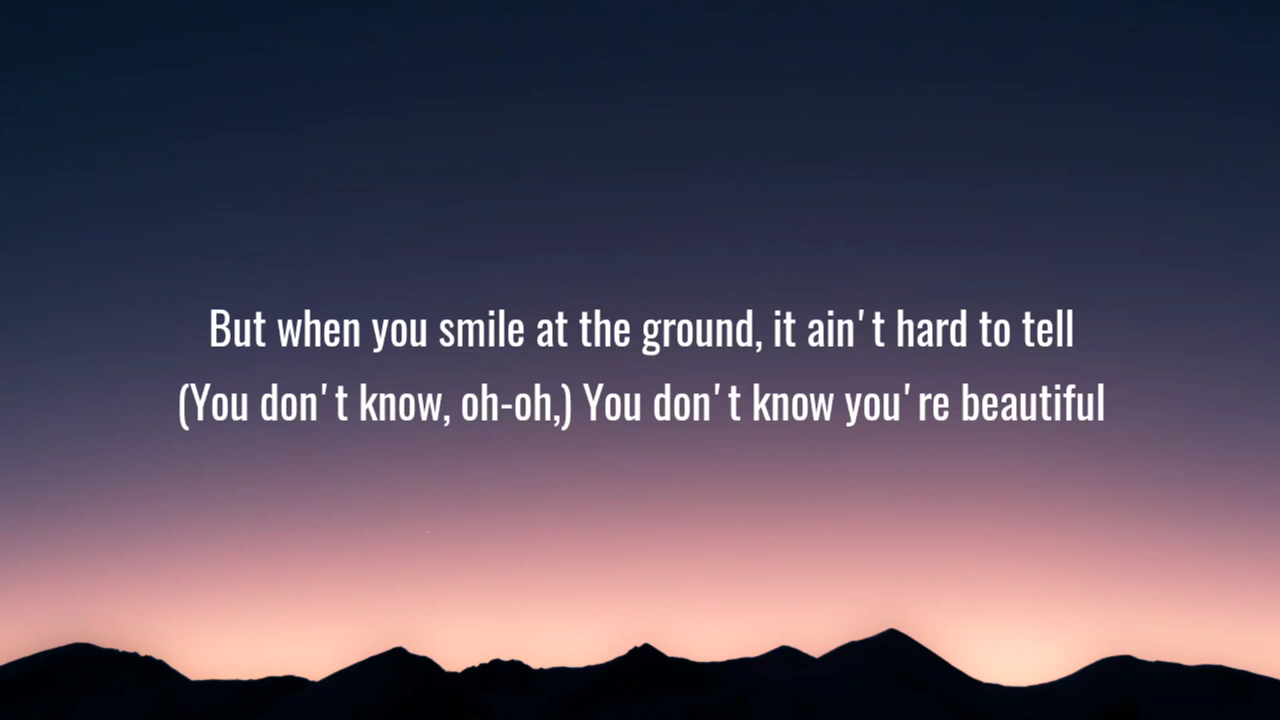 But when you smile at the ground, it ain't hard to tell
(You don't know, oh-oh,) You don't know you're beautiful